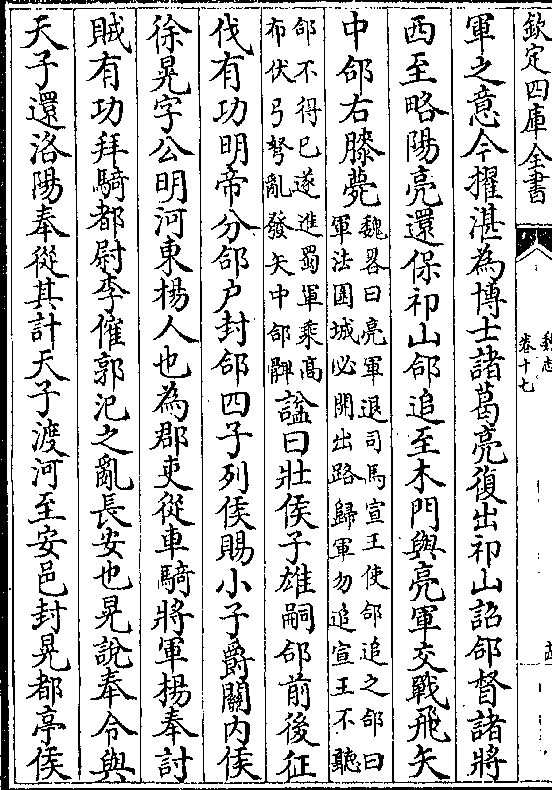 欽定四庫全書
魏志
卷十七
軍之意今擢湛為博士諸葛亮復出祁山詔郃督諸將
西至略陽亮還保祁山郃追至木門與亮軍交戰飛矢
中郃右膝薨
魏畧曰亮軍退司馬宣王使郃追之郃曰
軍法圍城必開出路歸軍勿追宣王不聽
郃不得已遂進蜀軍乘高
布伏弓弩亂發矢中郃髀
諡曰壯侯子雄嗣郃前後征
伐有功明帝分郃户封郃四子列侯賜小子爵關内侯
徐晃字公明河東楊人也為郡吏從車騎將軍楊奉討
賊有功拜騎都尉李傕郭汜之亂長安也晃說奉令與
天子還洛陽奉從其計天子渡河至安邑封晃都亭侯